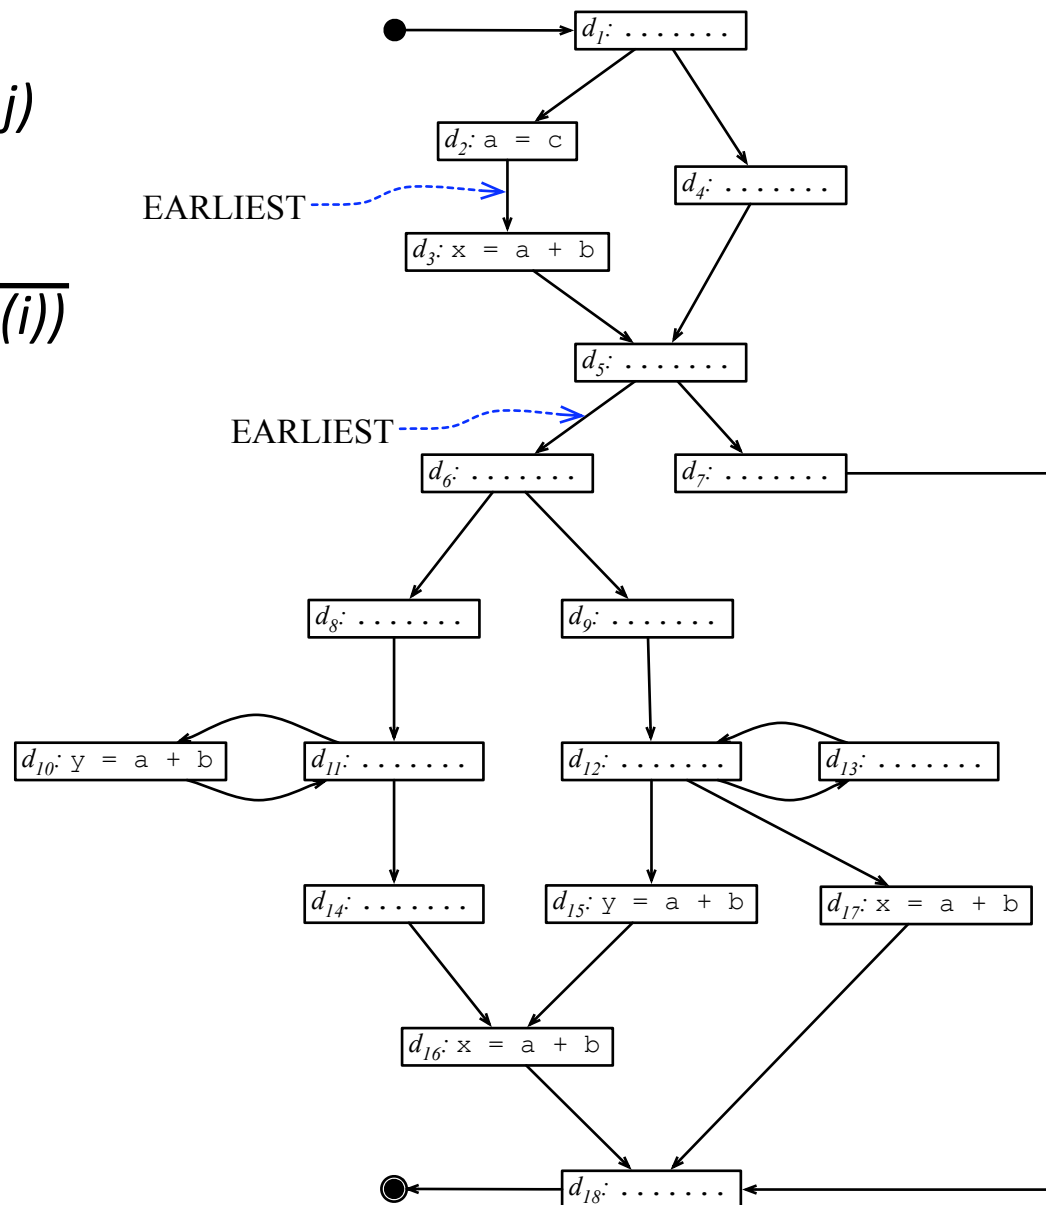 d1: .......
j)
d2: a = c
d4: .......
EARLIEST
d3: x = a + b
(i))
d5: .......
EARLIEST
d6: .......
d7: .......
d8: .......
d9: .......
d10: y = a + b
d11: .......
d12: .......
d13: .......
d14: .......
d15: y = a + b
d17: x = a + b
d16: x = a + b
d18: .......